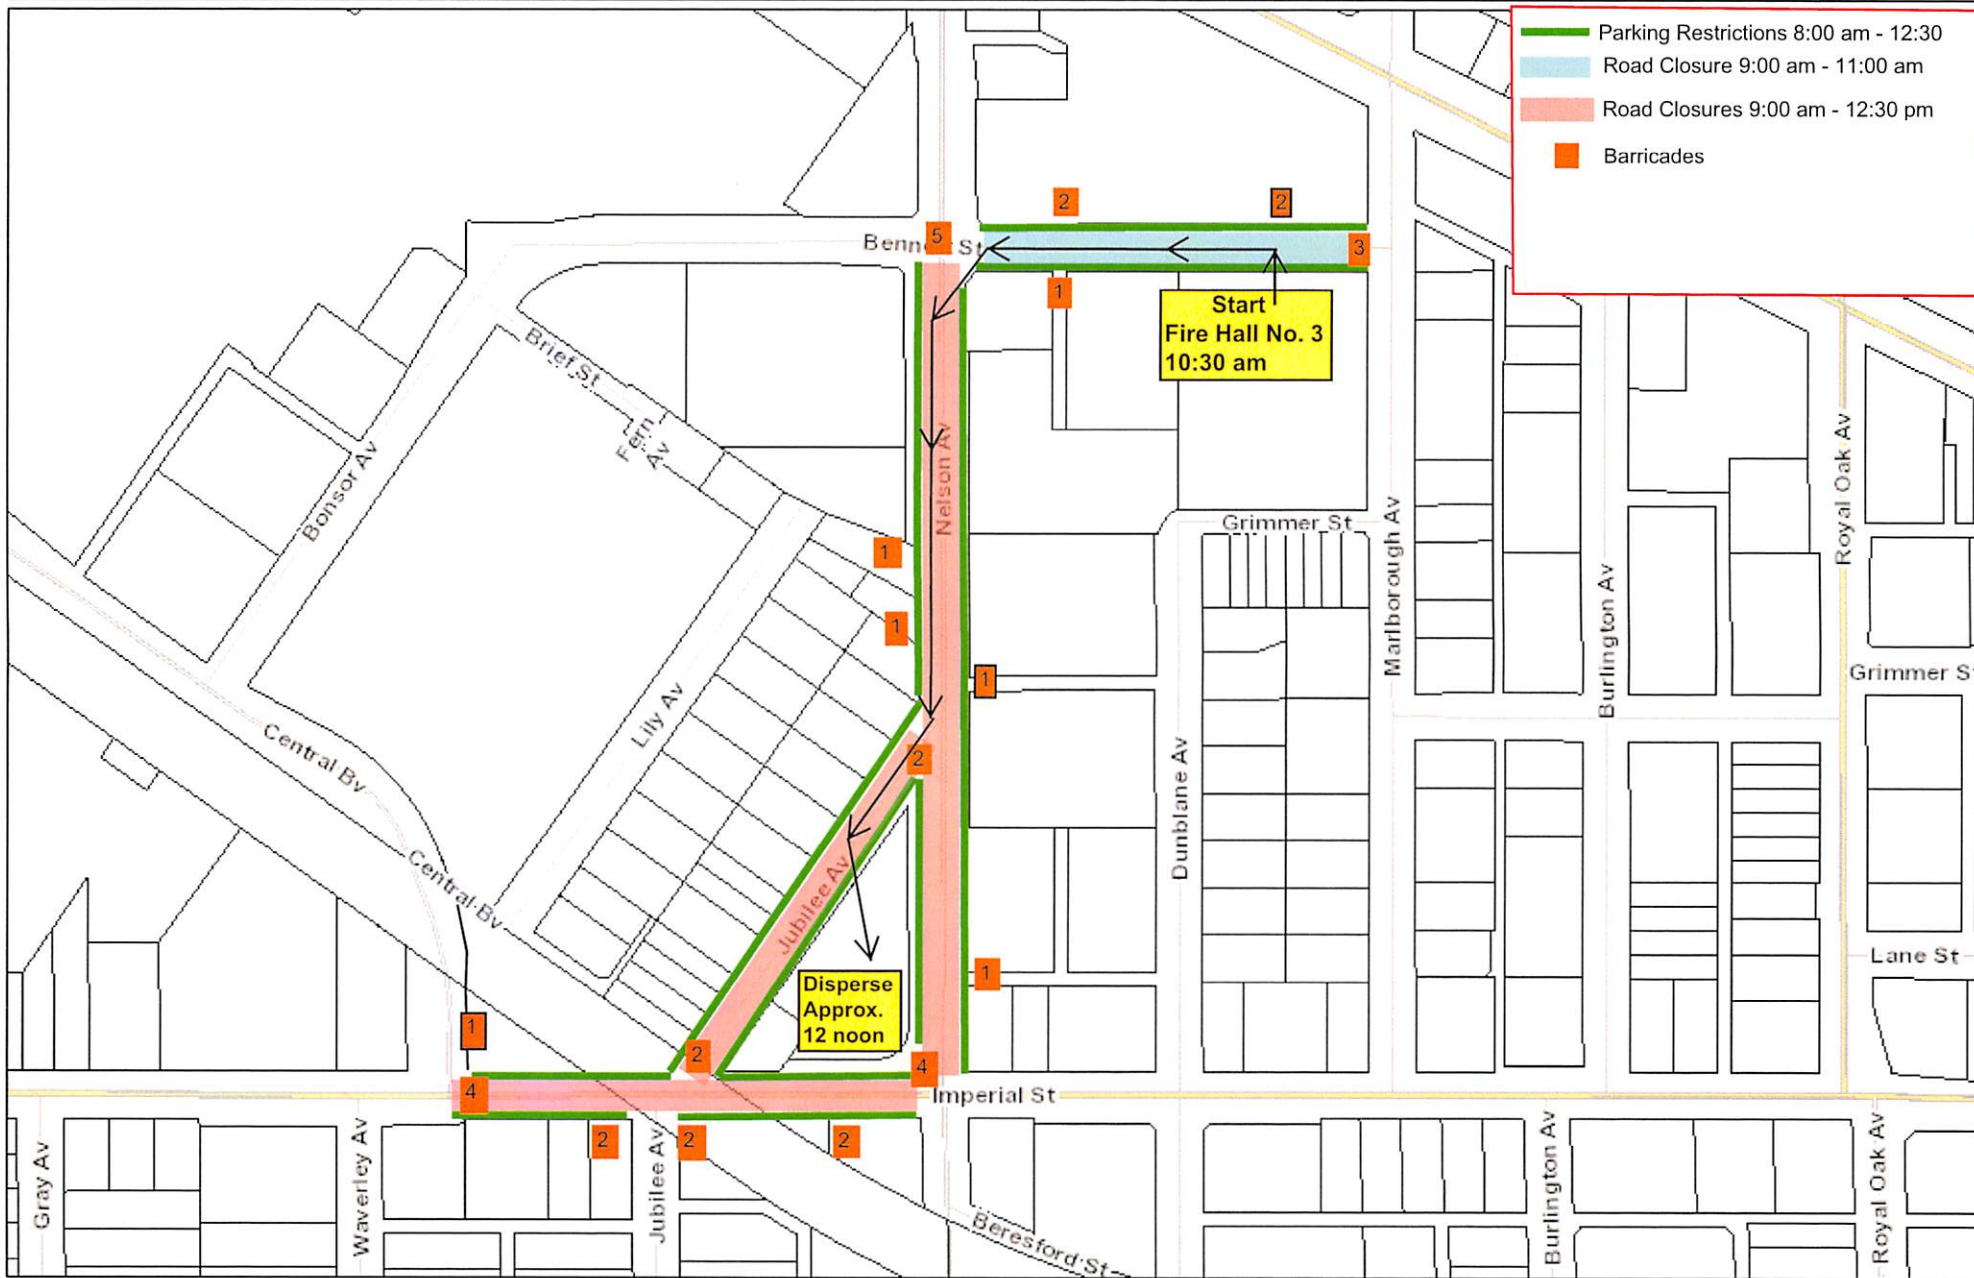 Parking Restrictions 8:00 am - 12:30
Road Closure 9:00 am - 11:00 am
Road Closures 9:00 am - 12:30 pm
Barricades
2
2
5
Bennett St
3
1
Start
Fire Hall No. 3
10:30 am
Brief St
Fern
Av
Bonsor Av
Nelson Av
Grimmer St
Marlborough Av
Royal Oak Av
1
1
1
Burlington Av
Grimmer S
Lily Av
Central Bv
2
Dunblane Av
Central Bv
Jubilee Av
Lane St
1
Disperse
Approx.
12 noon
1
2
4
4
Imperial St
2
2
2
Gray Av
Waverley Av
Jubilee Av
Beresford St
Burlington Av
Royal Oak Av